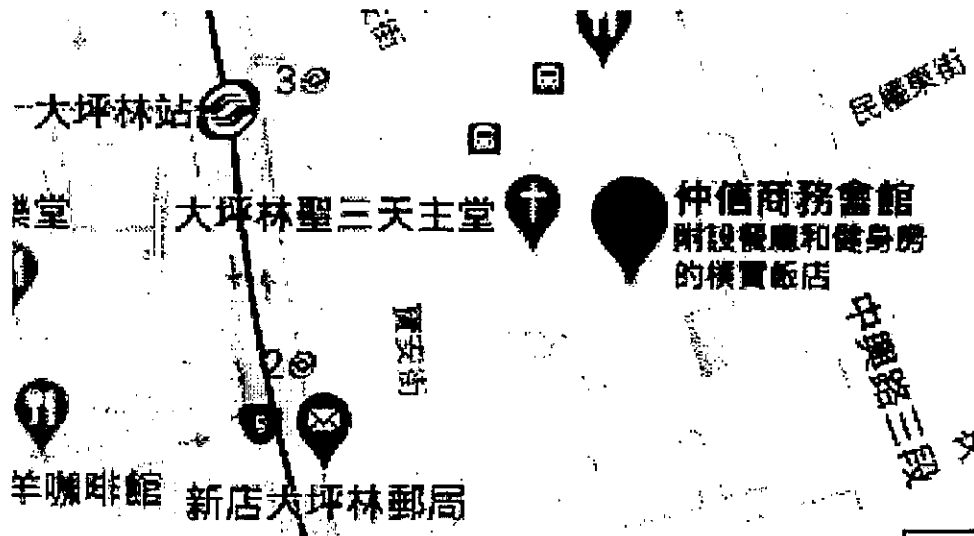 3
大坪林站
民權東街
大坪林聖三天主堂
仲信商務會館
附設餐廳和健身房
的樸實飯店
寶安街
2
中興路三段
羊咖啡館
新店大坪林郵局